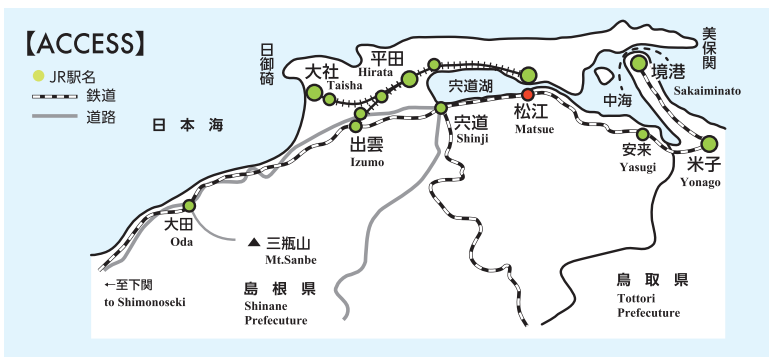 【ACCESS】
JR駅名
鉄道
道路
日本海
日御碕
大社
Taisha
平田
Hirata
宍道湖
美保関
境港
Sakaiminato
中海
松江
Matsue
宍道
Shinji
出雲
Izumo
安来
Yasugi
米子
Yonago
大田
Oda
▲ 三瓶山
Mt.Sanbe
←至下関
to Shimonoseki
島根県
Shinane
Prefecuture
鳥取県
Tottori
Prefecuture